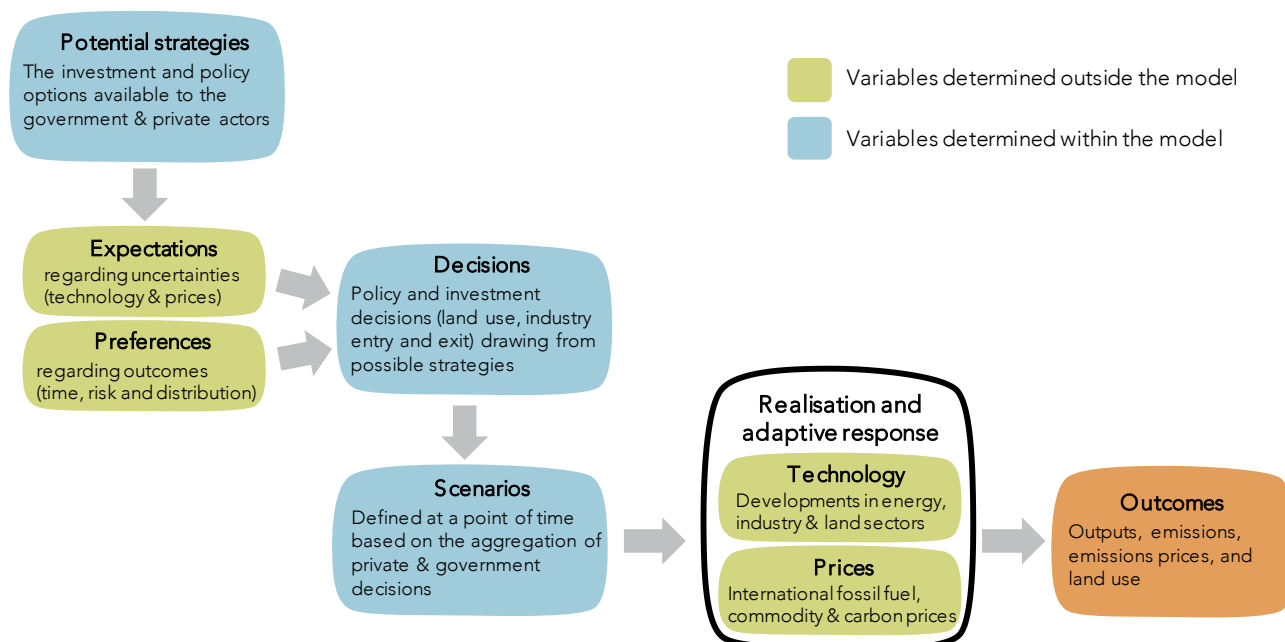 Potential strategies
The investment and policy
options available to the
government & private actors
Variables determined outside the model
Variables determined within the model
Expectations
regarding uncertainties
(technology & prices)
Preferences
regarding outcomes
(time, risk and distribution)
Decisions
Policy and investment
decisions (land use, industry
entry and exit) drawing from
possible strategies
Scenarios
Defined at a point of time
based on the aggregation of
private & government
decisions
Realisation and
adaptive response
Technology
Developments in energy,
industry & land sectors
Prices
International fossil fuel,
commodity & carbon prices
Outcomes
Outputs, emissions,
emissions prices, and
land use